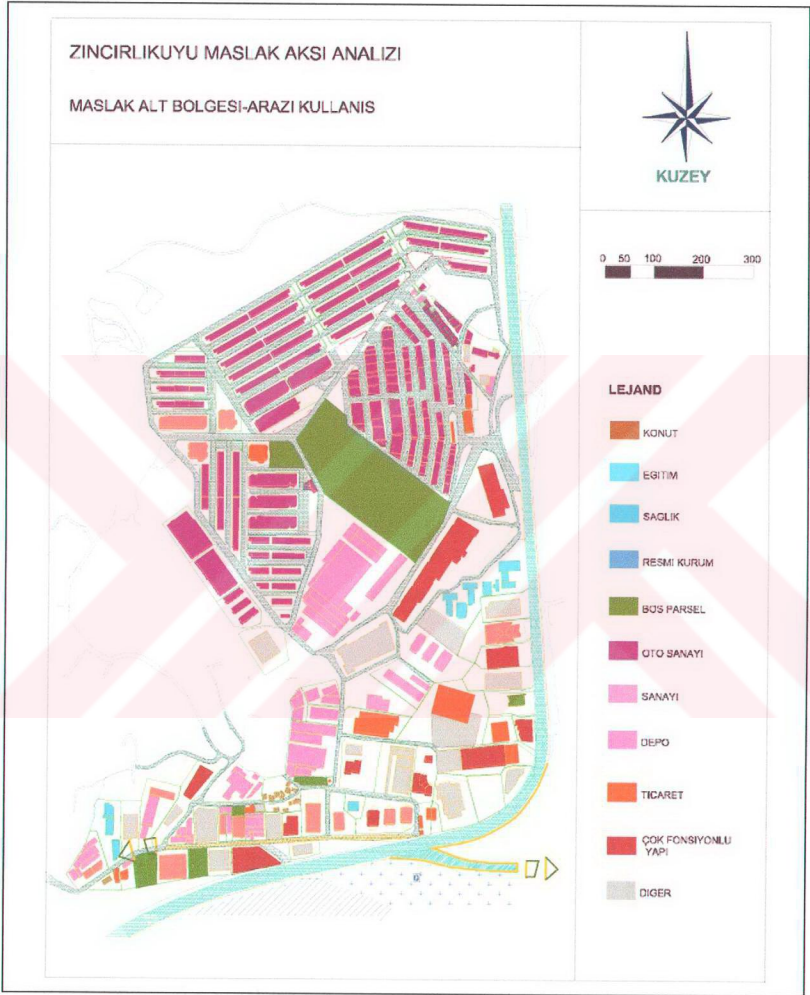 ZINCIRLIKUYU MASLAK AKSI ANALIZI
MASLAK ALT BOLGESI-ARAZI KULLANIS
KUZEY
0 50 100 200 300
LEJAND
KONUT
EGITIM
SAGLIK
RESMI KURUM
BOS PARSEL
OTO SANAYI
SANAYI
DEPO
TICARET
ÇOK FONSIYONLU
YAPI
DIGER